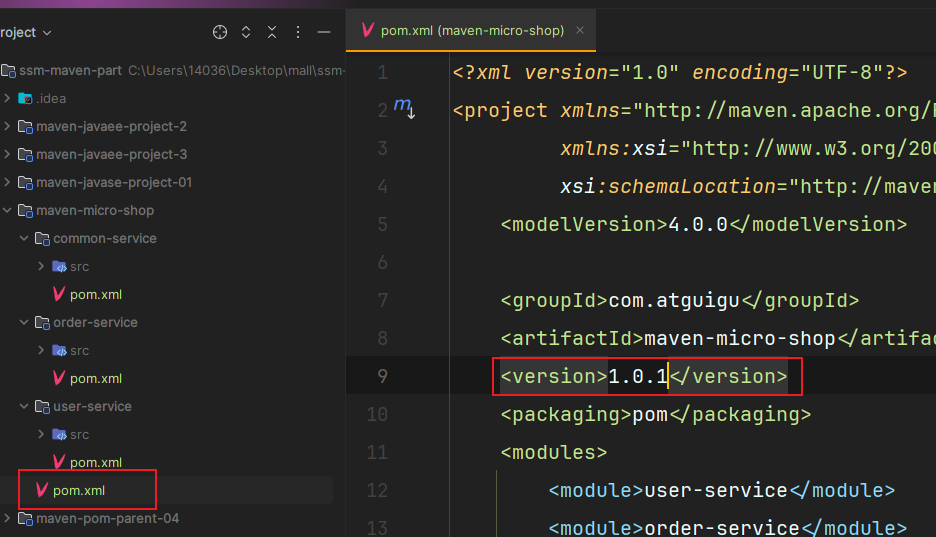 roject
pom.xml (maven-micro-shop)
ssm-maven-part C:\Users\14036\Desktop\mall\ssm-
.idea
maven-javaee-project-2
maven-javaee-project-3
maven-javase-project-01
maven-micro-shop
common-service
src
pom.xml
order-service
src
pom.xml
user-service
src
pom.xml
pom.xml
maven-pom-parent-04
1 <?xml version="1.0" encoding="UTF-8"?>
2 <project xmlns="http://maven.apache.org/
3 xmlns:xsi="http://www.w3.org/200
4 xsi:schemaLocation="http://maven
5 <modelVersion>4.0.0</modelVersion>
6
7 <groupId>com.atguigu</groupId>
8 <artifactId>maven-micro-shop</artifac
9 <version>1.0.1</version>
10 <packaging>pom</packaging>
11 <modules>
12 <module>user-service</module>
13 <module>order-service</module>